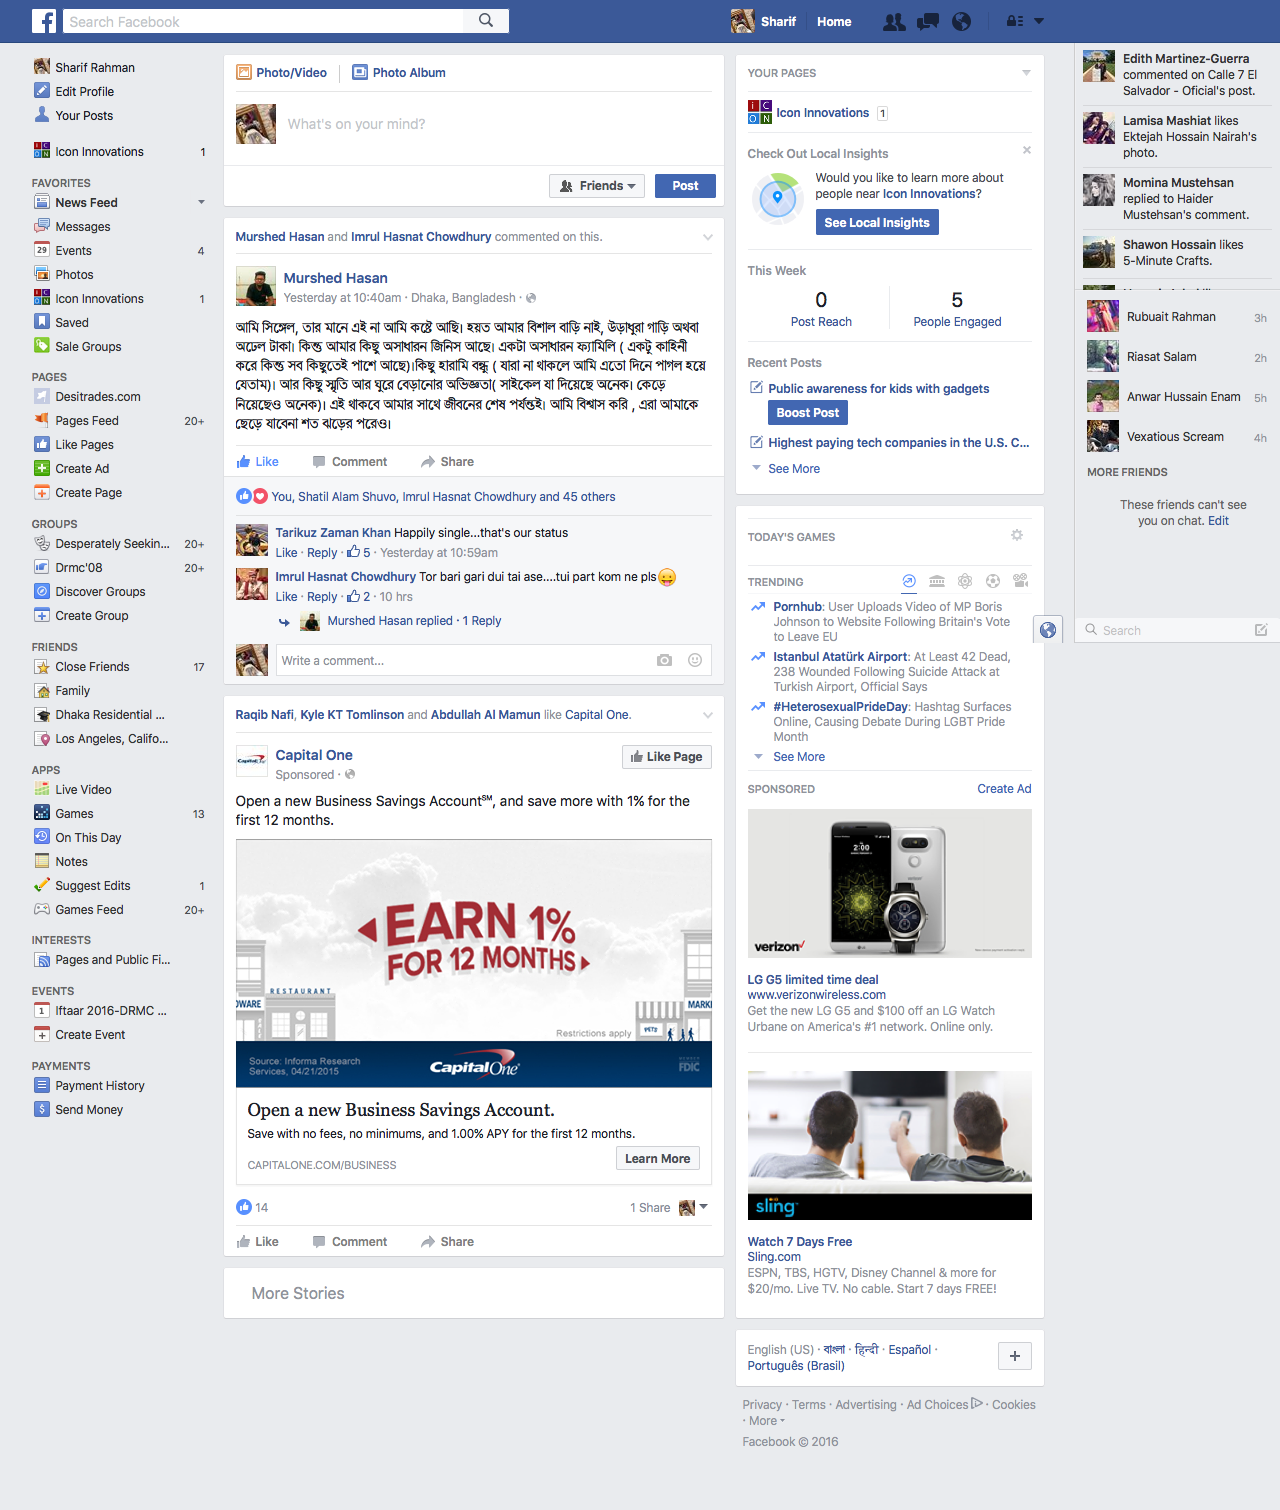 Search Facebook
Sharif
Home
Sharif Rahman
Edit Profile
Your Posts
Icon Innovations 1
FAVORITES
News Feed
Messages
Events 4
Photos
Icon Innovations 1
Saved
Sale Groups
PAGES
Desitrades.com
Pages Feed 20+
Like Pages
Create Ad
Create Page
GROUPS
Desperately Seekin... 20+
Drmc'08 20+
Discover Groups
Create Group
FRIENDS
Close Friends 17
Family
Dhaka Residential ...
Los Angeles, Califo...
APPS
Live Video
Games 13
On This Day
Notes
Suggest Edits 1
Games Feed 20+
INTERESTS
Pages and Public Fi...
EVENTS
Iftaar 2016-DRMC ...
Create Event
PAYMENTS
Payment History
Send Money
Photo/Video
Photo Album
What's on your mind?
Friends
Post
Murshed Hasan and Imrul Hasnat Chowdhury commented on this.
Murshed Hasan
Yesterday at 10:40am · Dhaka, Bangladesh ·
আমি সিঙ্গেল, তার মানে এই না আমি কষ্টে আছি। হয়ত আমার বিশাল বাড়ি নাই, উড়াধুরা গাড়ি অথবা
অঢেল টাকা। কিন্তু আমার কিছু অসাধারন জিনিস আছে। একটা অসাধারন ফ্যামিলি ( একটু কাহিনী
করে কিন্তু সব কিছুতেই পাশে আছে)।কিছু হারামি বন্ধু ( যারা না থাকলে আমি এতো দিনে পাগল হয়ে
যেতাম)। আর কিছু স্মৃতি আর ঘুরে বেড়ানোর অভিজ্ঞতা( সাইকেল যা দিয়েছে অনেক। কেড়ে
নিয়েছেও অনেক)। এই থাকবে আমার সাথে জীবনের শেষ পর্যন্তই। আমি বিশ্বাস করি , এরা আমাকে
ছেড়ে যাবেনা শত ঝড়ের পরেও।
Like Comment Share
You, Shatil Alam Shuvo, Imrul Hasnat Chowdhury and 45 others
Tarikuz Zaman Khan Happily single...that's our status
Like · Reply · 5 · Yesterday at 10:59am
Imrul Hasnat Chowdhury Tor bari gari dui tai ase....tui part kom ne pls
Like · Reply · 2 · 10 hrs
Murshed Hasan replied · 1 Reply
Write a comment...
Raqib Nafi, Kyle KT Tomlinson and Abdullah Al Mamun like Capital One.
Capital One
Sponsored ·
Like Page
Open a new Business Savings Account℠, and save more with 1% for the
first 12 months.
EARN 1%
FOR 12 MONTHS
DWARE
RESTAURANT
MARK
PETS
Restrictions apply
Source: Informa Research
Services, 04/21/2015
Capital One
MEMBER
FDIC
Open a new Business Savings Account.
Save with no fees, no minimums, and 1.00% APY for the first 12 months.
CAPITALONE.COM/BUSINESS
Learn More
14
1 Share
Like Comment Share
More Stories
YOUR PAGES
Icon Innovations 1
Check Out Local Insights
Would you like to learn more about
people near Icon Innovations?
See Local Insights
This Week
0 5
Post Reach People Engaged
Recent Posts
Public awareness for kids with gadgets
Boost Post
Highest paying tech companies in the U.S. C...
See More
TODAY'S GAMES
TRENDING
Pornhub: User Uploads Video of MP Boris
Johnson to Website Following Britain's Vote
to Leave EU
Istanbul Atatürk Airport: At Least 42 Dead,
238 Wounded Following Suicide Attack at
Turkish Airport, Official Says
#HeterosexualPrideDay: Hashtag Surfaces
Online, Causing Debate During LGBT Pride
Month
See More
SPONSORED Create Ad
2:00
verizon
LG G5 limited time deal
www.verizonwireless.com
Get the new LG G5 and $100 off an LG Watch
Urbane on America's #1 network. Online only.
sling
Watch 7 Days Free
Sling.com
ESPN, TBS, HGTV, Disney Channel & more for
$20/mo. Live TV. No cable. Start 7 days FREE!
English (US) · বাংলা · हिन्दी · Español ·
Português (Brasil)
Privacy · Terms · Advertising · Ad Choices · Cookies
· More
Facebook © 2016
Edith Martinez-Guerra
commented on Calle 7 El
Salvador - Oficial's post.
Lamisa Mashiat likes
Ektejah Hossain Nairah's
photo.
Momina Mustehsan
replied to Haider
Mustehsan's comment.
Shawon Hossain likes
5-Minute Crafts.
Rubuait Rahman 3h
Riasat Salam 2h
Anwar Hussain Enam 5h
Vexatious Scream 4h
MORE FRIENDS
These friends can't see
you on chat. Edit
Search